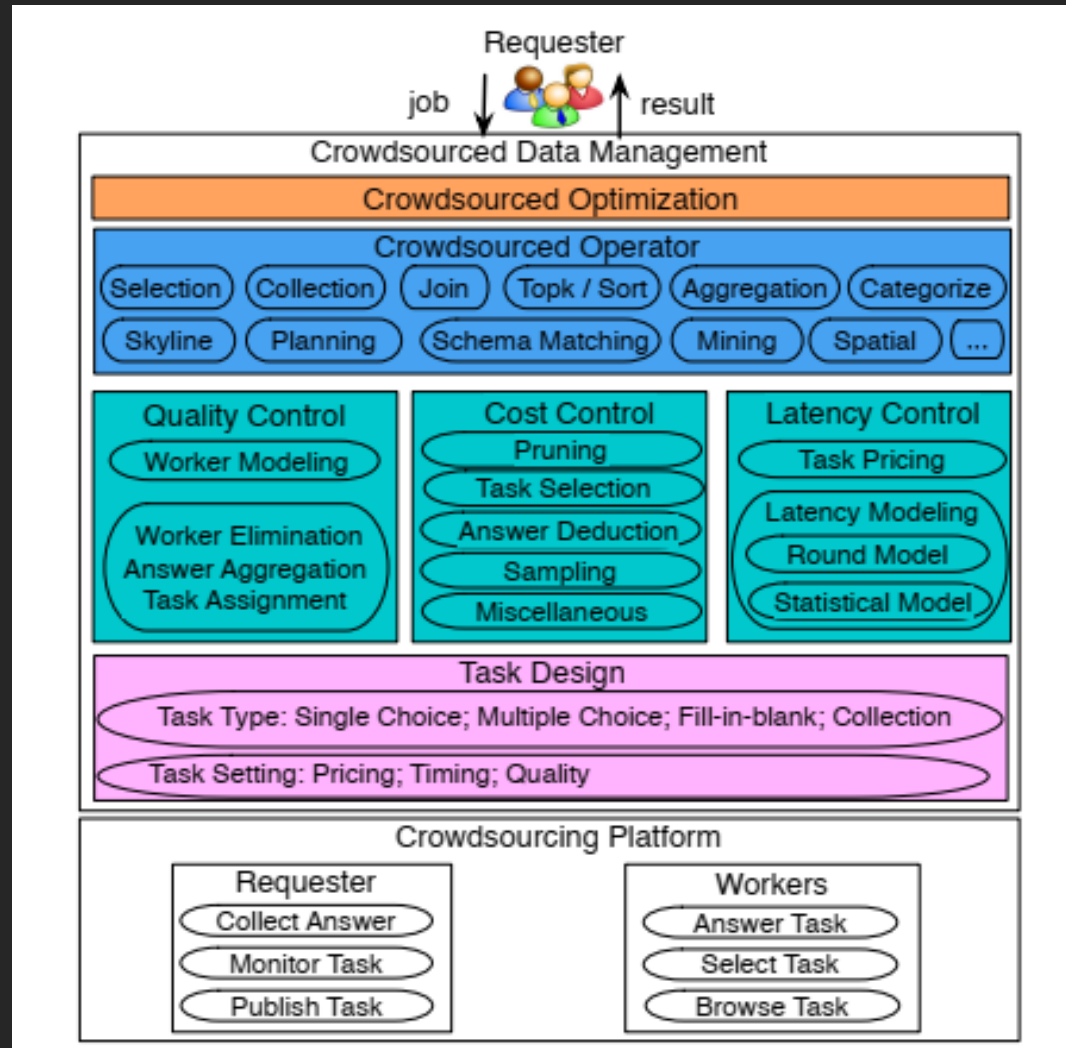 Requester
job
result
Crowdsourced Data Management
Crowdsourced Optimization
Crowdsourced Operator
Selection Collection Join Topk / Sort Aggregation Categorize
Skyline Planning Schema Matching Mining Spatial ...
Quality Control
Worker Modeling
Worker Elimination
Answer Aggregation
Task Assignment
Cost Control
Pruning
Task Selection
Answer Deduction
Sampling
Miscellaneous
Latency Control
Task Pricing
Latency Modeling
Round Model
Statistical Model
Task Design
Task Type: Single Choice; Multiple Choice; Fill-in-blank; Collection
Task Setting: Pricing; Timing; Quality
Crowdsourcing Platform
Requester
Collect Answer
Monitor Task
Publish Task
Workers
Answer Task
Select Task
Browse Task